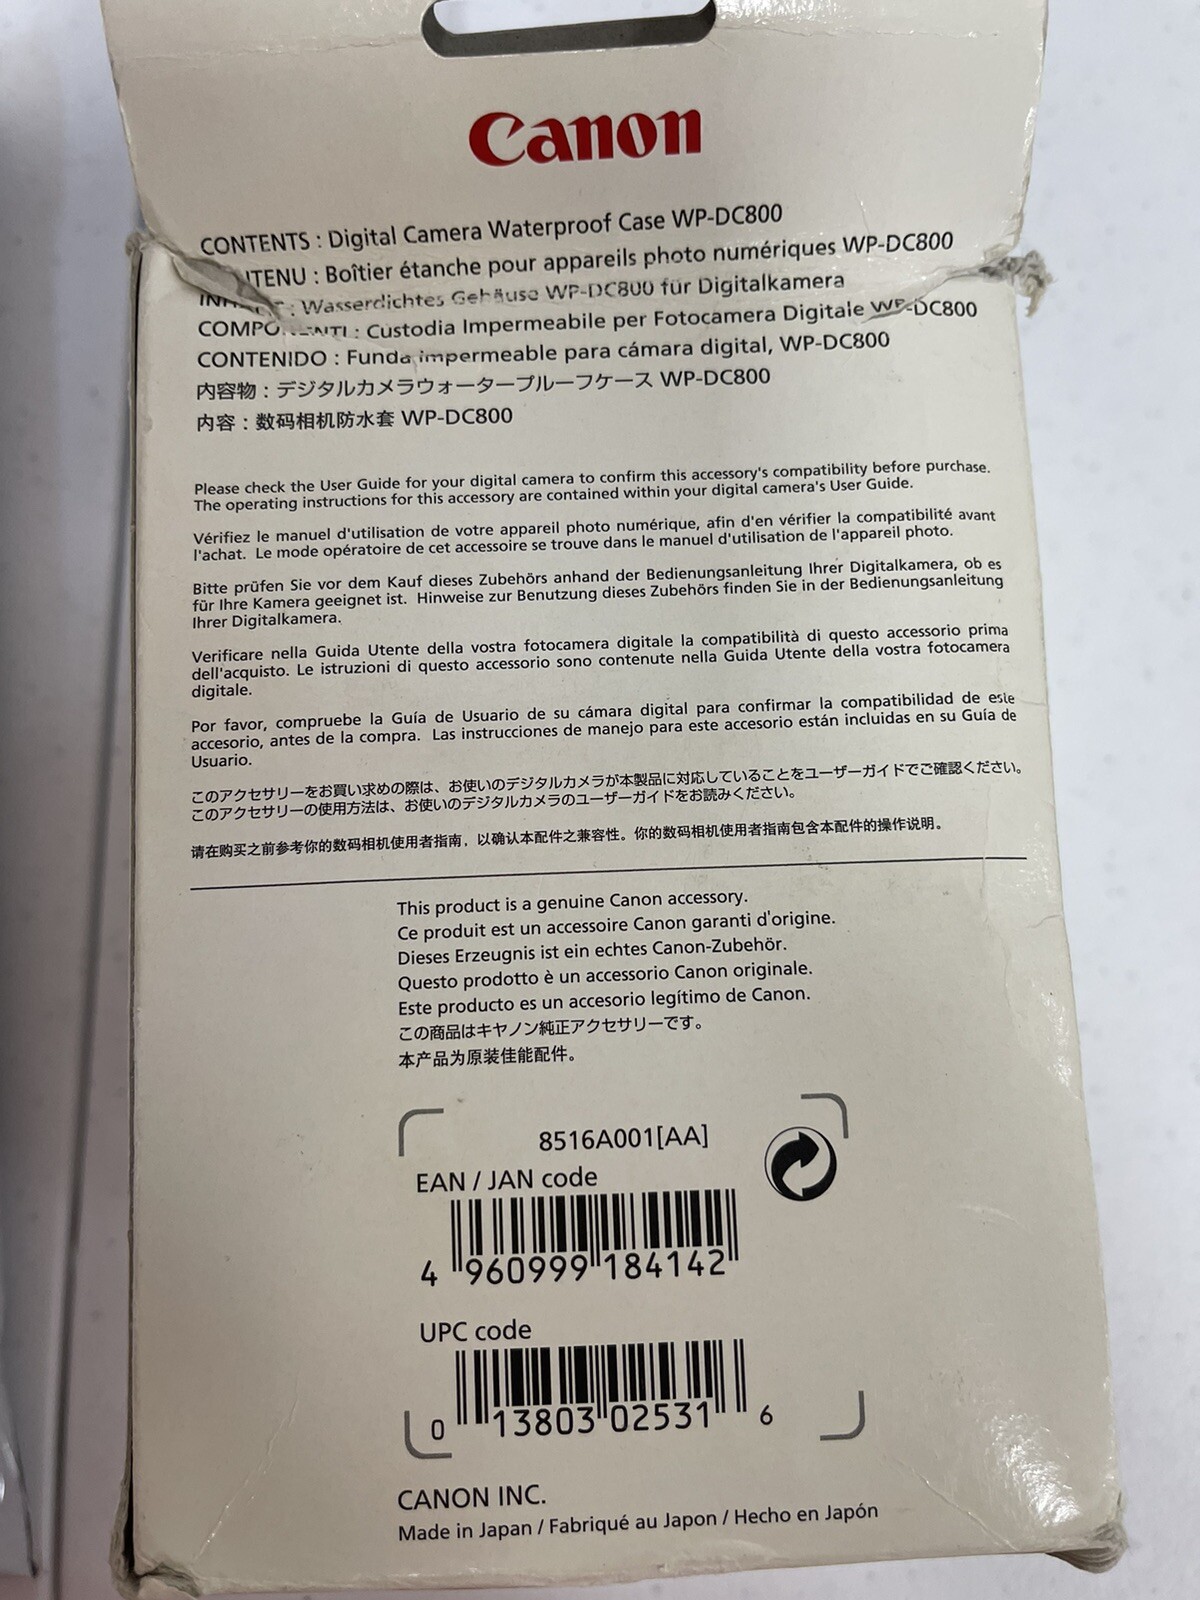 Canon
CONTENTS : Digital Camera Waterproof Case WP-DC800
NTENU : Boîtier étanche pour appareils photo numériques WP-DC800
: Wasserdichtes Gehäuse WP-DC800 für Digitalkamera
: Custodia Impermeabile per Fotocamera Digitale WP-DC800
CONTENIDO : Funda impermeable para cámara digital, WP-DC800
内容物 : デジタルカメラウォータープルーフケース WP-DC800
内容 : 数码相机防水套 WP-DC800
Please check the User Guide for your digital camera to confirm this accessory's compatibility before purchase.
The operating instructions for this accessory are contained within your digital camera's User Guide.
Vérifiez le manuel d'utilisation de votre appareil photo numérique, afin d'en vérifier la compatibilité avant
l'achat. Le mode opératoire de cet accessoire se trouve dans le manuel d'utilisation de l'appareil photo.
Bitte prüfen Sie vor dem Kauf dieses Zubehörs anhand der Bedienungsanleitung Ihrer Digitalkamera, ob es
für Ihre Kamera geeignet ist. Hinweise zur Benutzung dieses Zubehörs finden Sie in der Bedienungsanleitung
Ihrer Digitalkamera.
Verificare nella Guida Utente della vostra fotocamera digitale la compatibilità di questo accessorio prima
dell'acquisto. Le istruzioni di questo accessorio sono contenute nella Guida Utente della vostra fotocamera
digitale.
Por favor, compruebe la Guía de Usuario de su cámara digital para confirmar la compatibilidad de este
accesorio, antes de la compra. Las instrucciones de manejo para este accesorio están incluidas en su Guía de
Usuario.
このアクセサリーをお買い求めの際は、お使いのデジタルカメラが本製品に対応していることをユーザーガイドでご確認ください。
このアクセサリーの使用方法は、お使いのデジタルカメラのユーザーガイドをお読みください。
请在购买之前参考你的数码相机使用者指南，以确认本配件之兼容性。你的数码相机使用者指南包含本配件的操作说明。
This product is a genuine Canon accessory.
Ce produit est un accessoire Canon garanti d'origine.
Dieses Erzeugnis ist ein echtes Canon-Zubehör.
Questo prodotto è un accessorio Canon originale.
Este producto es un accesorio legítimo de Canon.
この商品はキヤノン純正アクセサリーです。
本产品为原装佳能配件。
8516A001[AA]
EAN / JAN code
4 960999 184142
UPC code
0 13803 02531 6
CANON INC.
Made in Japan / Fabriqué au Japon / Hecho en Japón